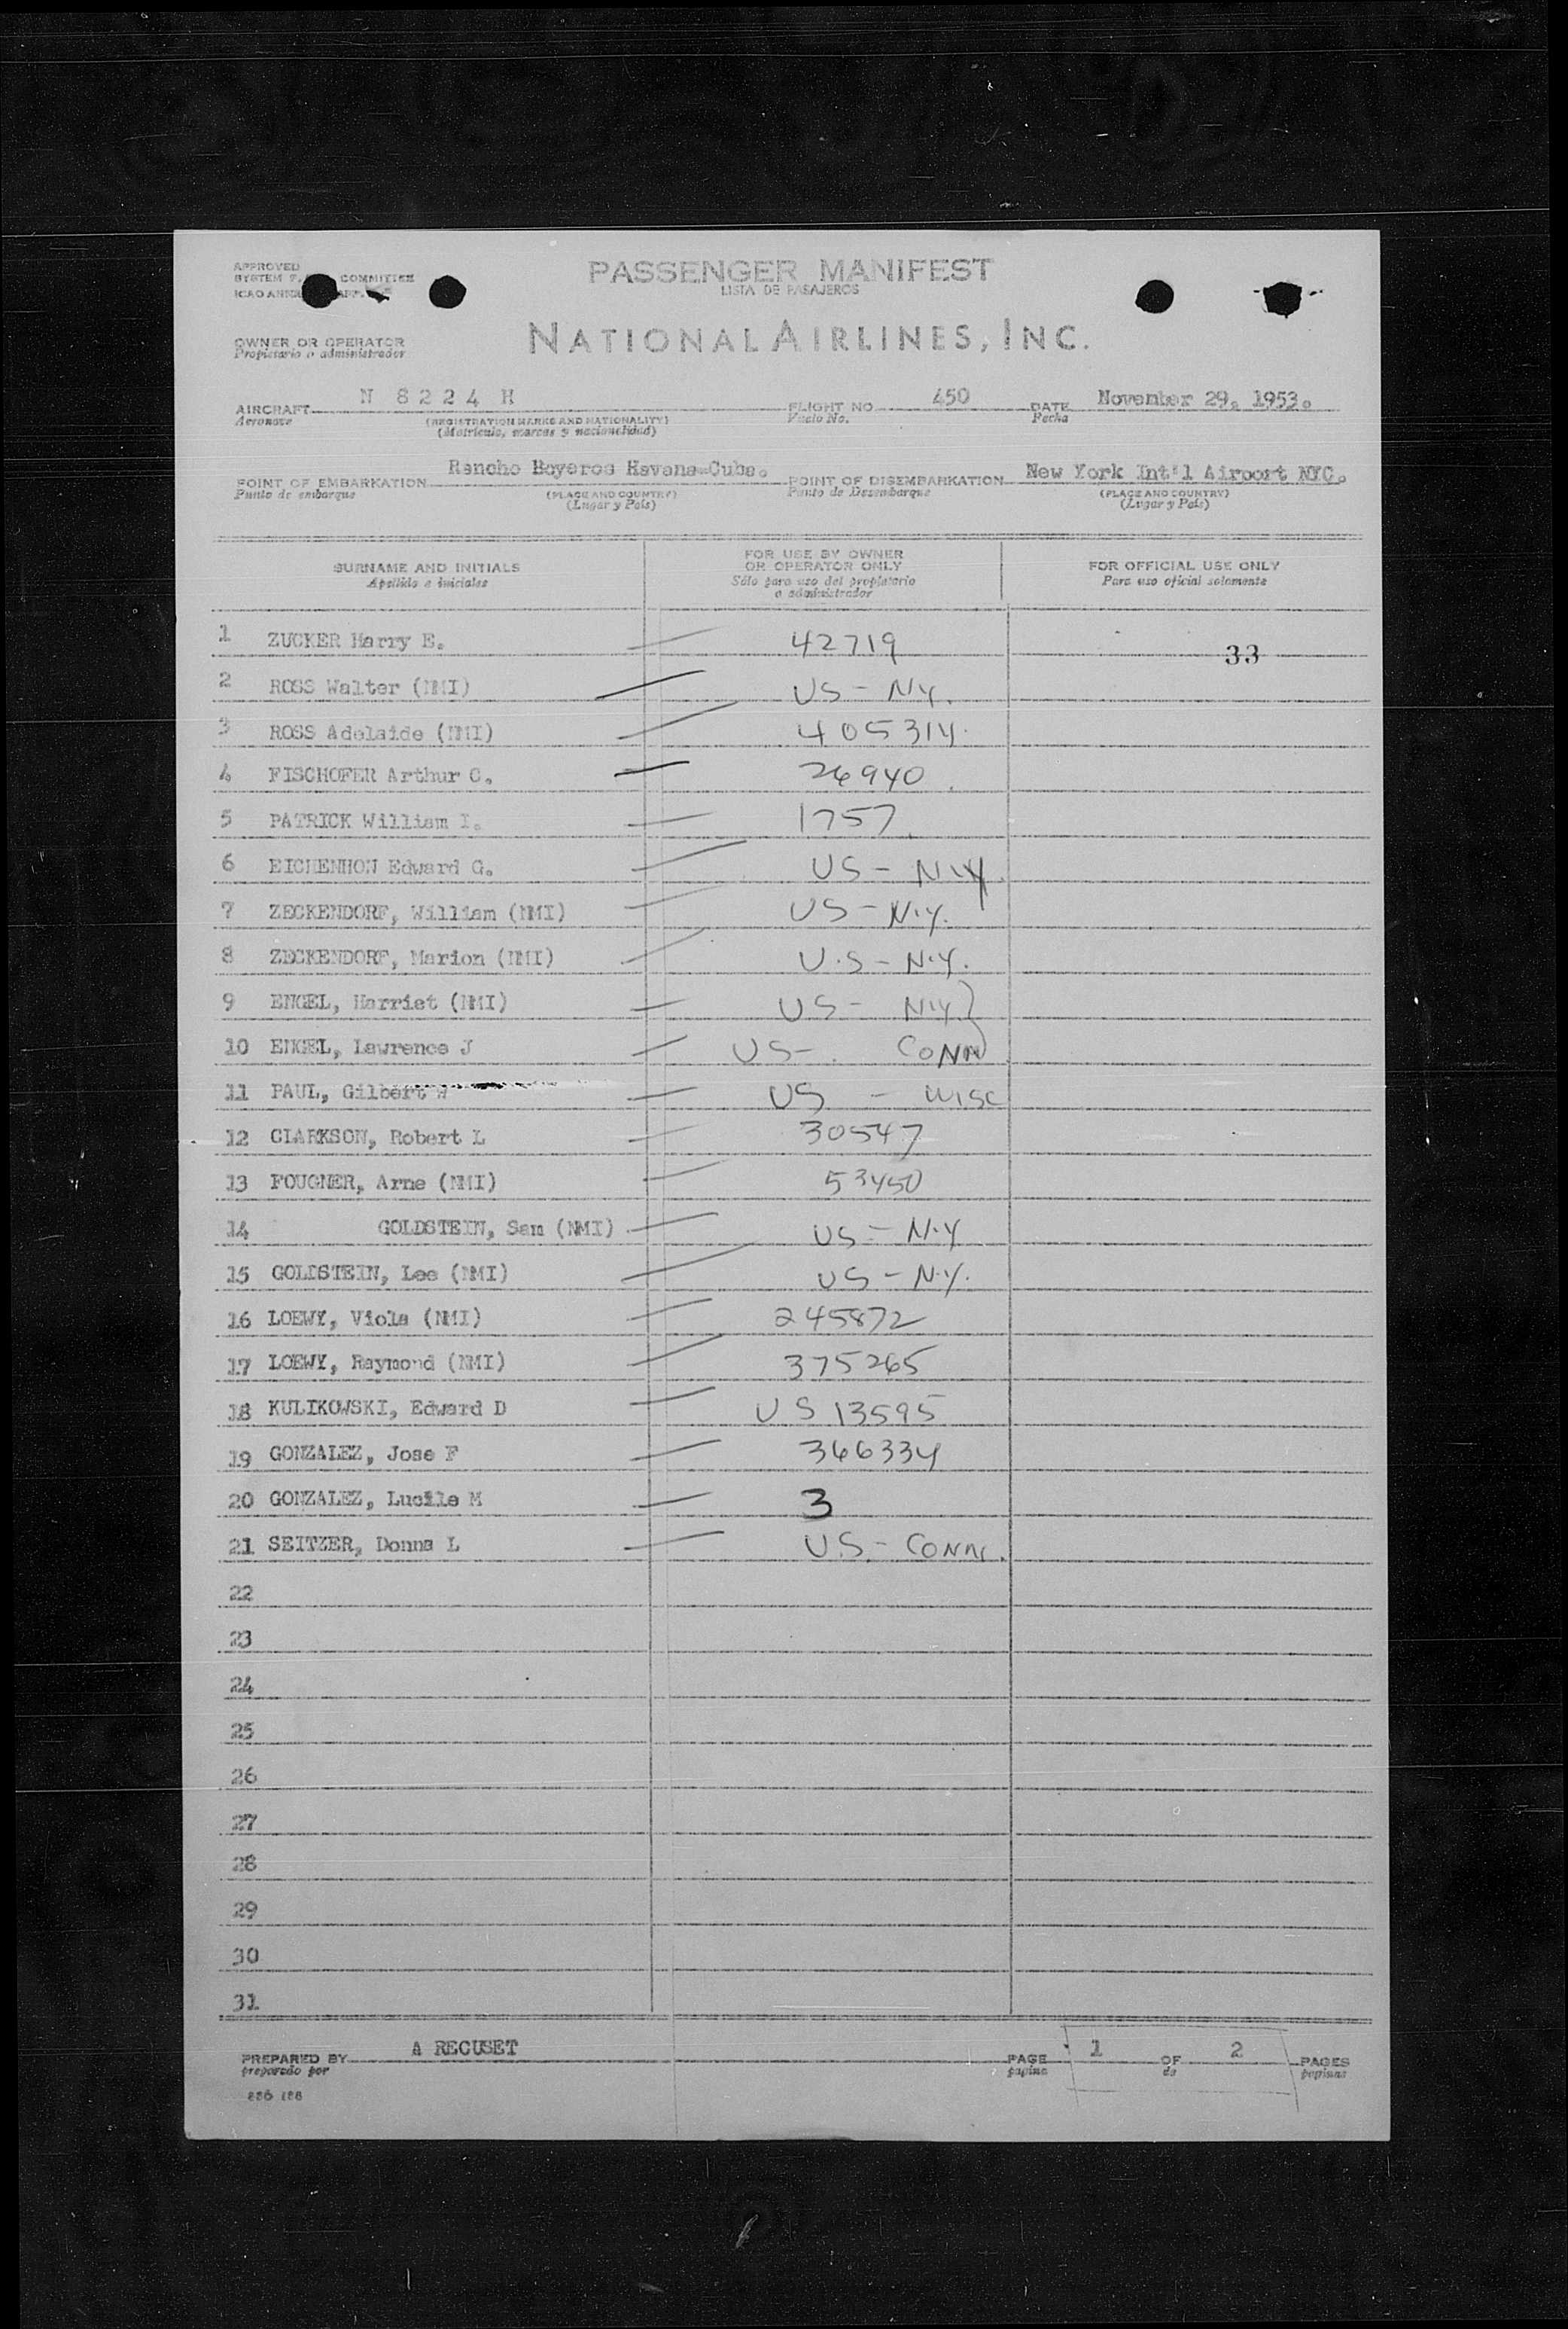 APPROVED PASSENGER MANIFEST
SYSTEM F. COMMITTEE LISTA DE PASAJEROS
ICAO
OWNER OR OPERATOR NATIONAL AIRLINES, INC.
Propietario o administrador
AIRCRAFT N 8 2 2 4 H FLIGHT NO. 450 DATE November 29. 1953.
Aeronave (REGISTRATION MARKS AND NATIONALITY) Vuelo No. Fecha
(Matrícula, marcas y nacionalidad)
POINT OF EMBARKATION Rancho Boyeros Havana-Cuba. POINT OF DISEMBARKATION New York Int'l Airport NYC.
Punto de embarque (PLACE AND COUNTRY) Punto de Desembarque (PLACE AND COUNTRY)
(Lugar y País) (Lugar y País)
SURNAME AND INITIALS FOR USE BY OWNER OR OPERATOR ONLY FOR OFFICIAL USE ONLY
Apellido e iniciales Sólo para uso del propietario o administrador Para uso oficial solamente
1 ZUCKER Harry E. 42719 33
2 ROSS Walter (NMI) US - N.Y.
3 ROSS Adelaide (NMI) 405314.
4 FISCHOFER Arthur C. 26940
5 PATRICK William I. 1757
6 EICHENHON Edward G. US - N.Y.
7 ZECKENDORF, William (NMI) US - N.Y.
8 ZECKENDORF, Marion (NMI) U.S - N.Y.
9 ENGEL, Harriet (NMI) US - N.Y.
10 ENGEL, Lawrence J US - CONN
11 PAUL, Gilbert W US - WISC
12 CLARKSON, Robert L 30547
13 FOUGNER, Arne (NMI) 53450
14 GOLDSTEIN, Sam (NMI) US - N.Y
15 GOLDSTEIN, Lee (NMI) US - N.Y.
16 LOEWY, Viola (NMI) 245872
17 LOEWY, Raymond (NMI) 375265
18 KULIKOWSKI, Edward D US 13595
19 GONZALEZ, Jose F 366334
20 GONZALEZ, Lucile M 3
21 SEITZER, Donna L U.S. - CONN.
22
23
24
25
26
27
28
29
30
31
PREPARED BY A RECUSET PAGE 1 OF 2 PAGES
preparado por pagina de paginas